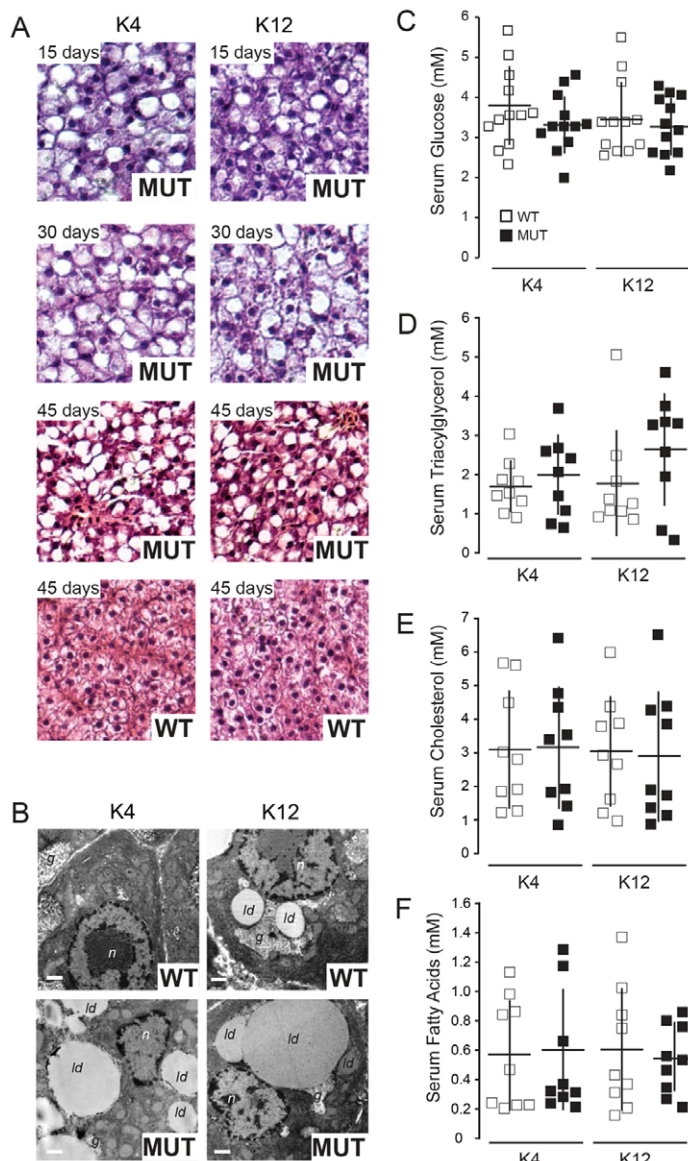 A
K4
K12
15 days
MUT
15 days
MUT
30 days
MUT
30 days
MUT
45 days
MUT
45 days
MUT
45 days
WT
45 days
WT
B
K4
K12
g
n
WT
n
ld
ld
g
WT
ld
n
ld
ld
ld
g
MUT
ld
ld
ld
n
g
MUT
C
Serum Glucose (mM)
6
5
4
3
2
1
0
WT
MUT
K4
K12
D
Serum Triacylglycerol (mM)
6
5
4
3
2
1
0
K4
K12
E
Serum Cholesterol (mM)
7
6
5
4
3
2
1
0
K4
K12
F
Serum Fatty Acids (mM)
1.6
1.4
1.2
1.0
0.8
0.6
0.4
0.2
0
K4
K12